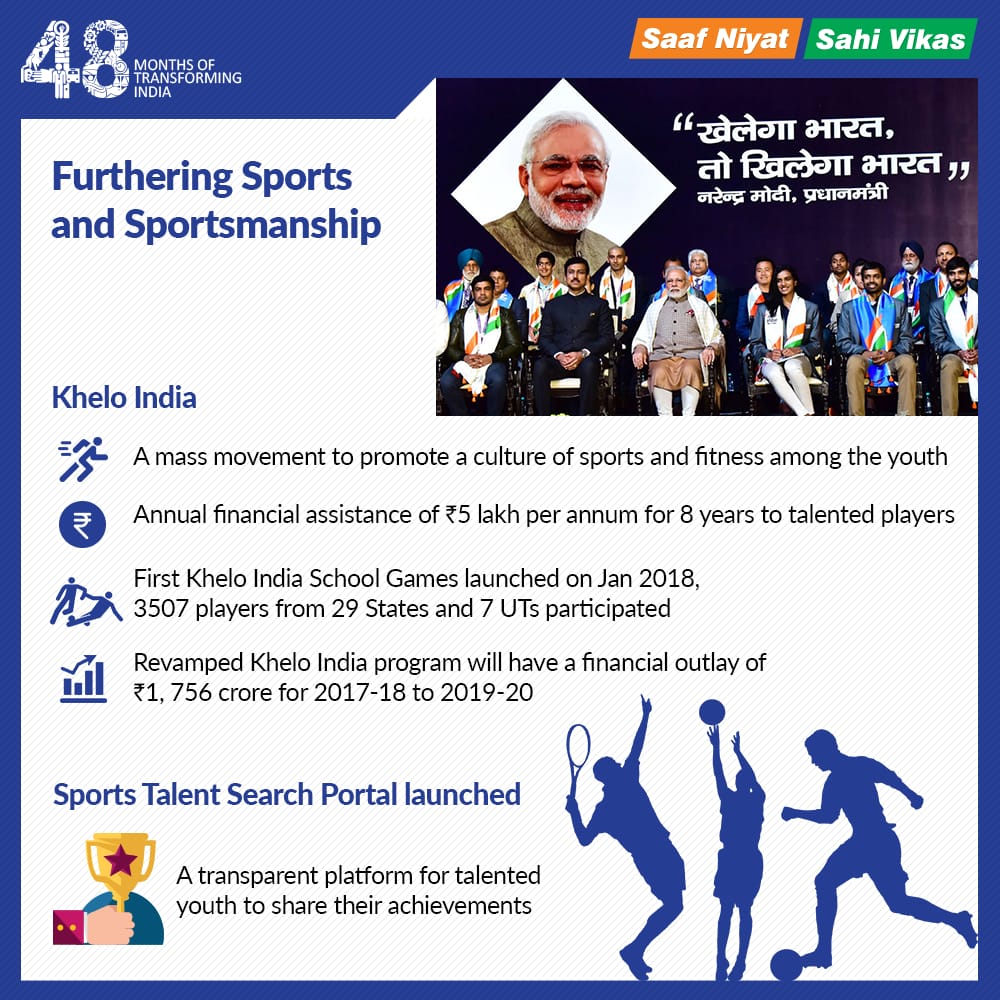 48
MONTHS OF
TRANSFORMING
INDIA
Saaf Niyat
Sahi Vikas
Furthering Sports
and Sportsmanship
“खेलेगा भारत,
तो खिलेगा भारत„
नरेन्द्र मोदी, प्रधानमंत्री
Khelo India
A mass movement to promote a culture of sports and fitness among the youth
₹
Annual financial assistance of ₹5 lakh per annum for 8 years to talented players
First Khelo India School Games launched on Jan 2018,
3507 players from 29 States and 7 UTs participated
Revamped Khelo India program will have a financial outlay of
₹1, 756 crore for 2017-18 to 2019-20
Sports Talent Search Portal launched
A transparent platform for talented
youth to share their achievements